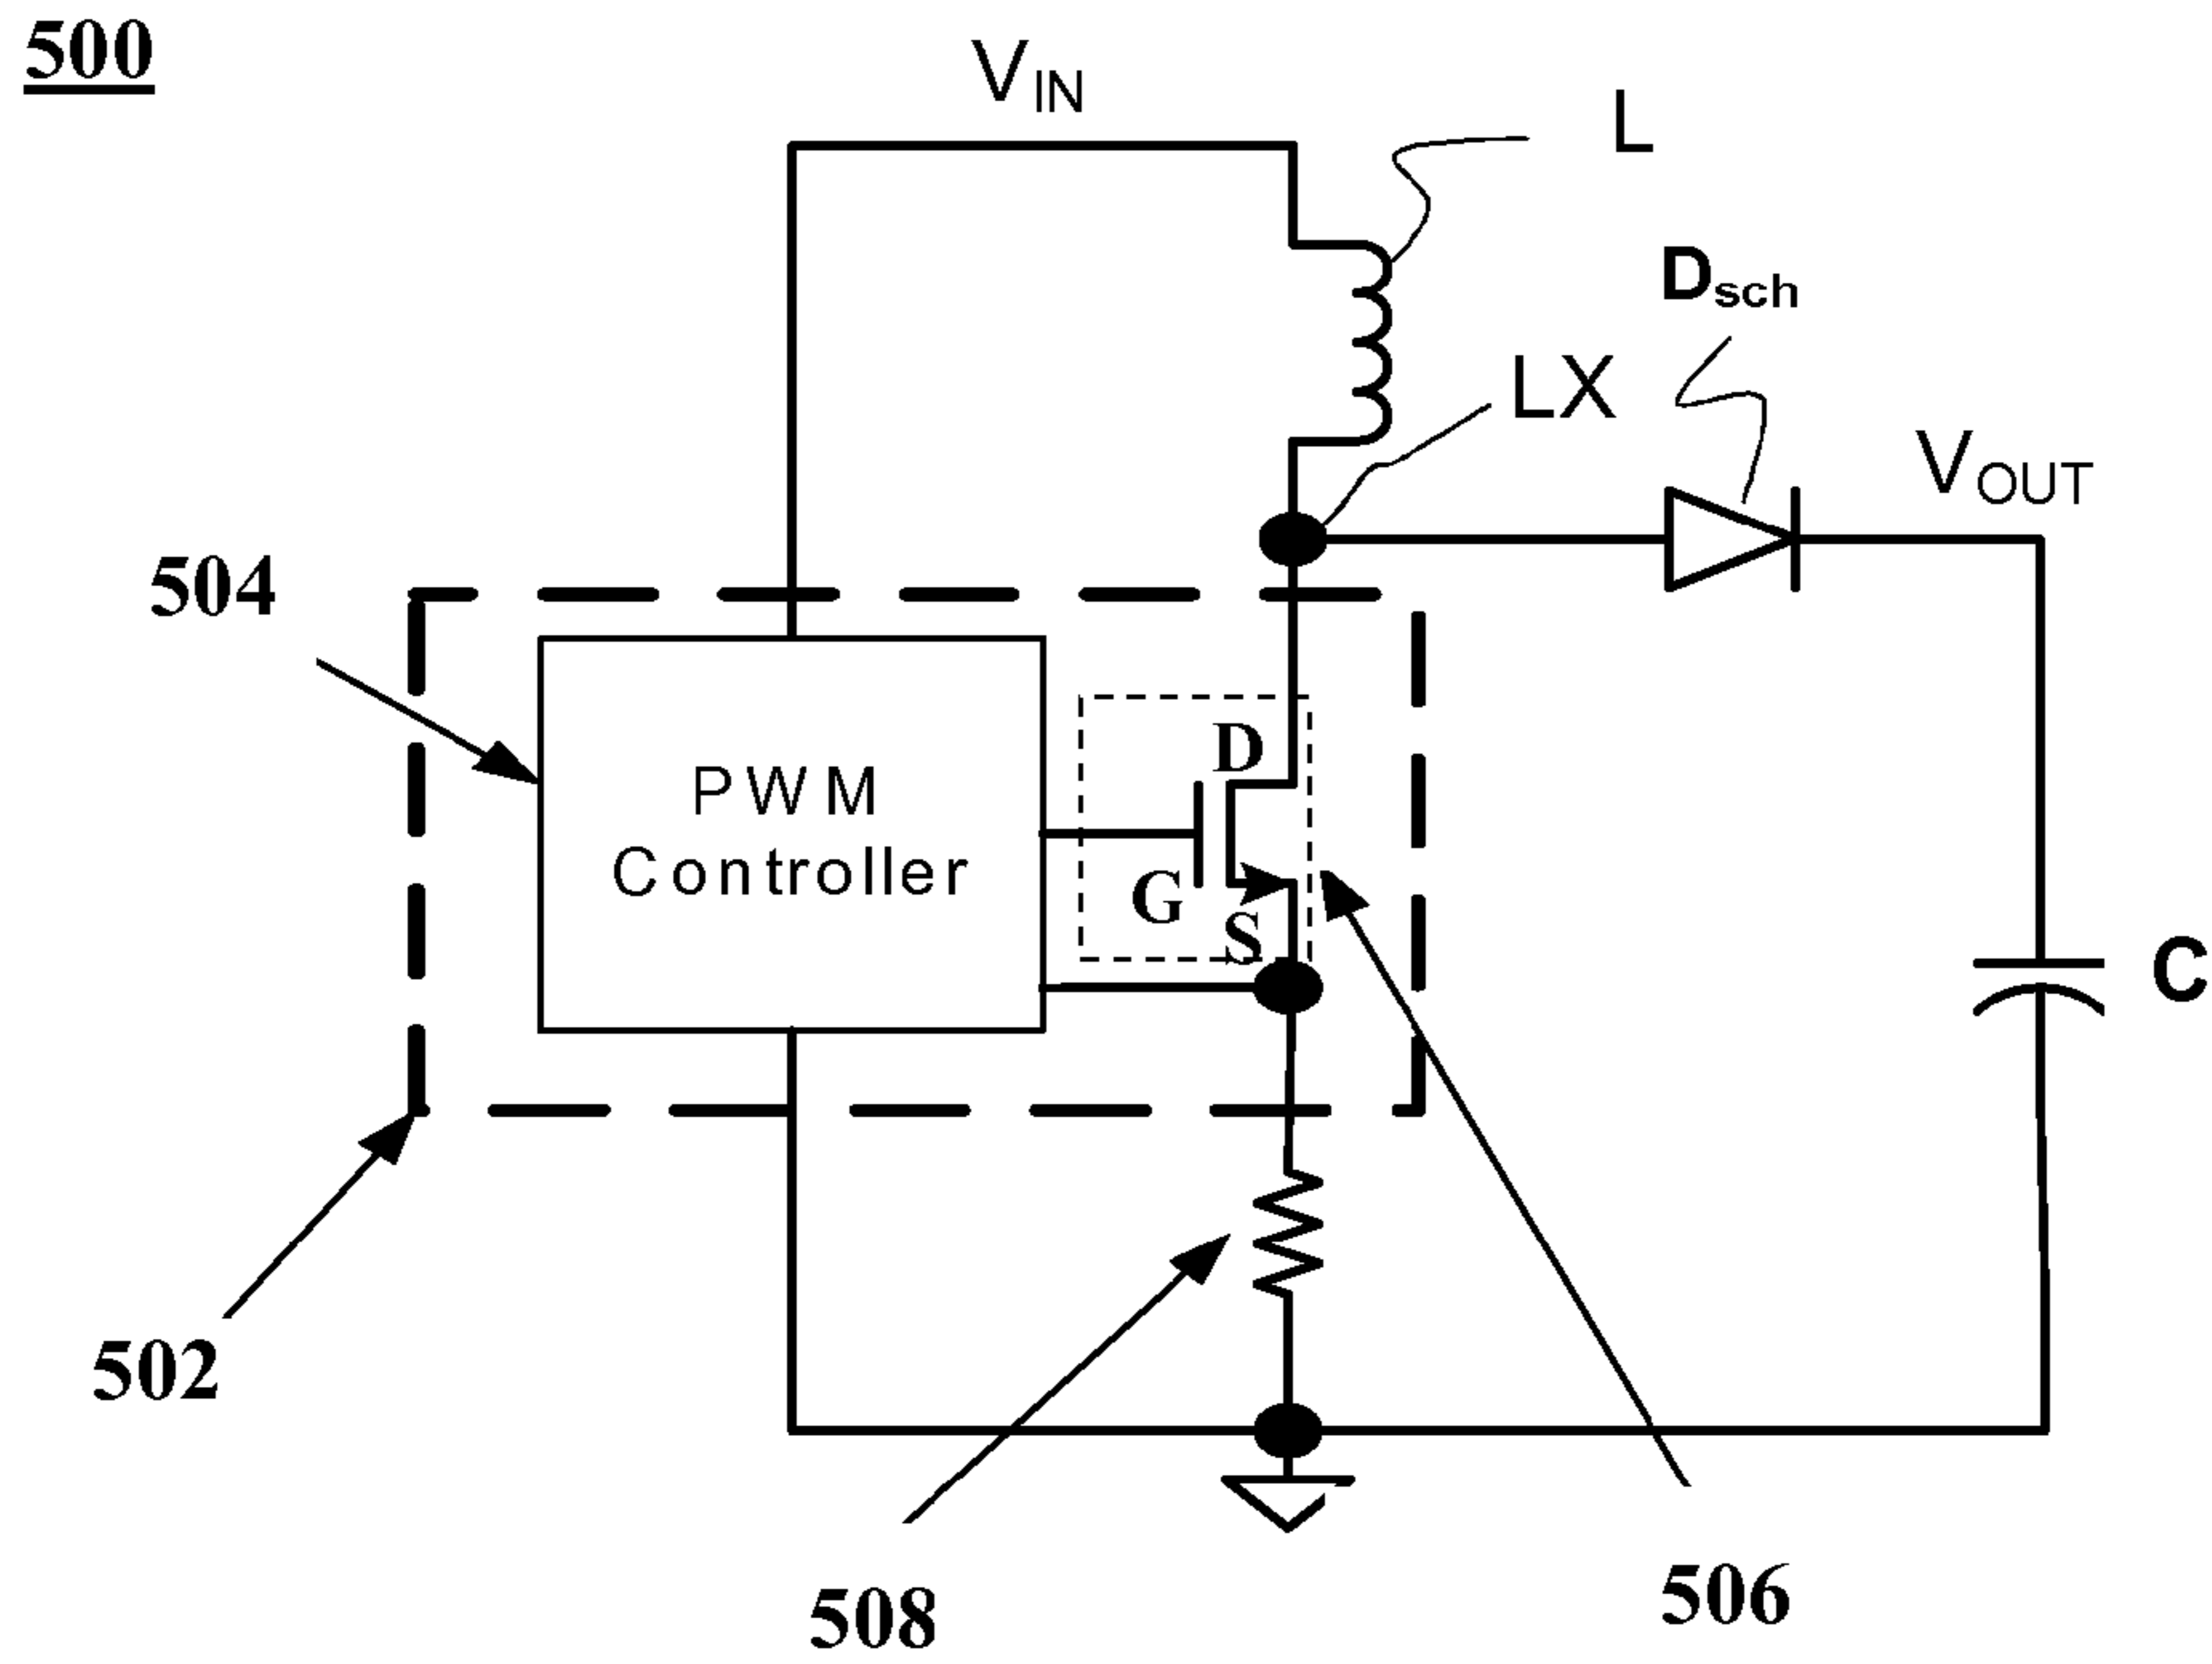 500
VIN
L
Dsch
LX
VOUT
504
D
PWM
Controller
G
S
C
502
508
506